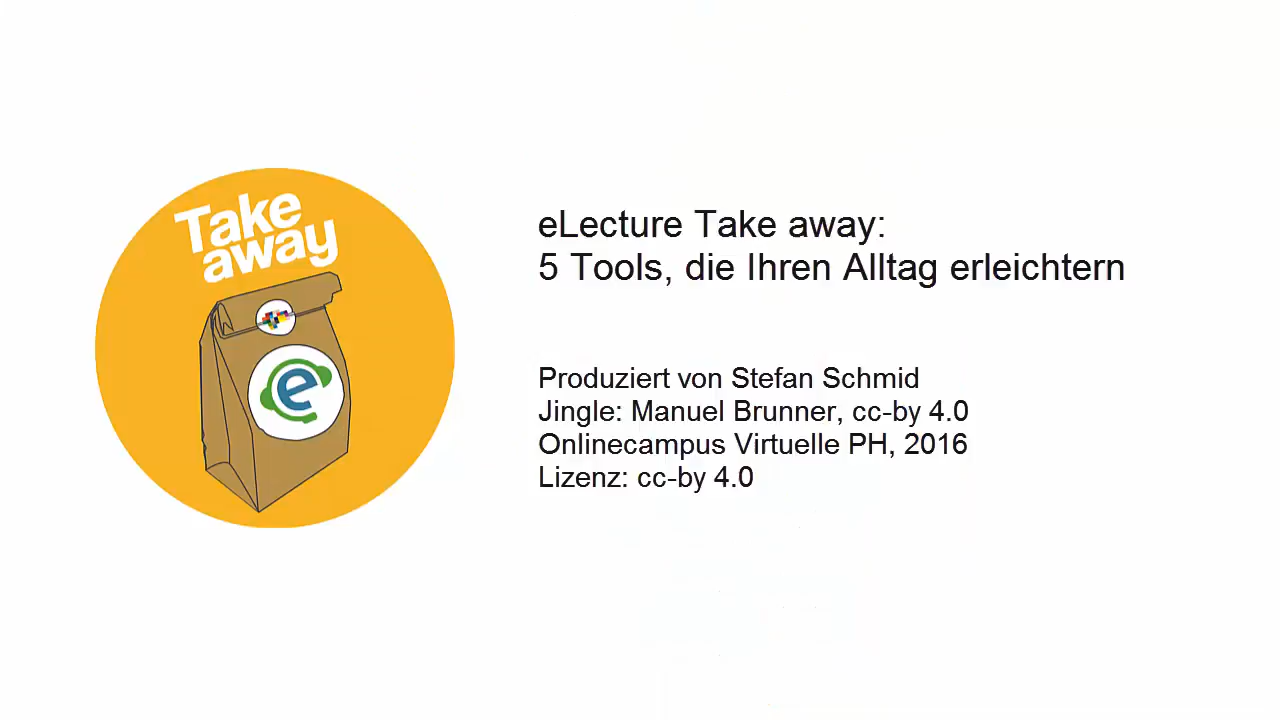 Take
away
e
eLecture Take away:
5 Tools, die Ihren Alltag erleichtern
Produziert von Stefan Schmid
Jingle: Manuel Brunner, cc-by 4.0
Onlinecampus Virtuelle PH, 2016
Lizenz: cc-by 4.0